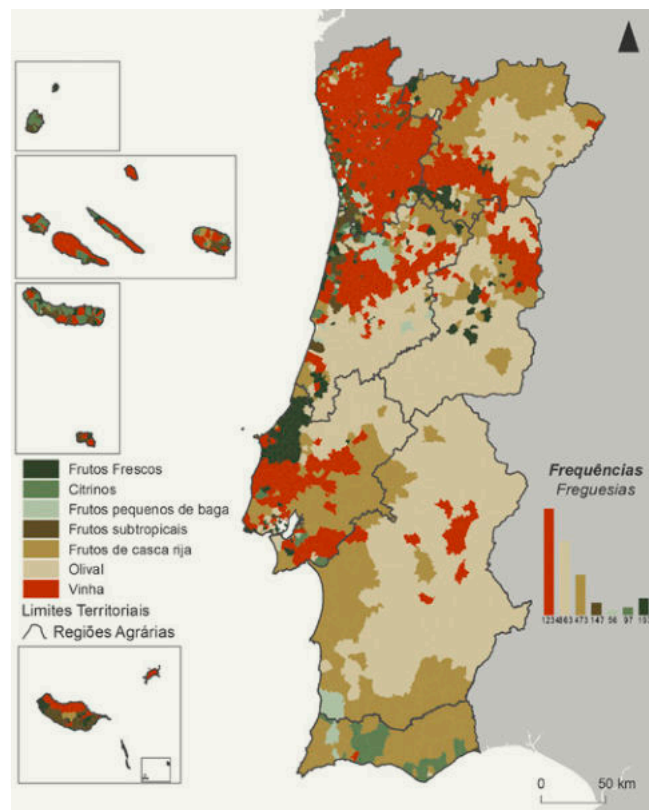 Frutos Frescos
Citrinos
Frutos pequenos de baga
Frutos subtropicais
Frutos de casca rija
Olival
Vinha
Limites Territoriais
Regiões Agrárias
Frequências
Freguesias
473 147 56 97
0 50 km